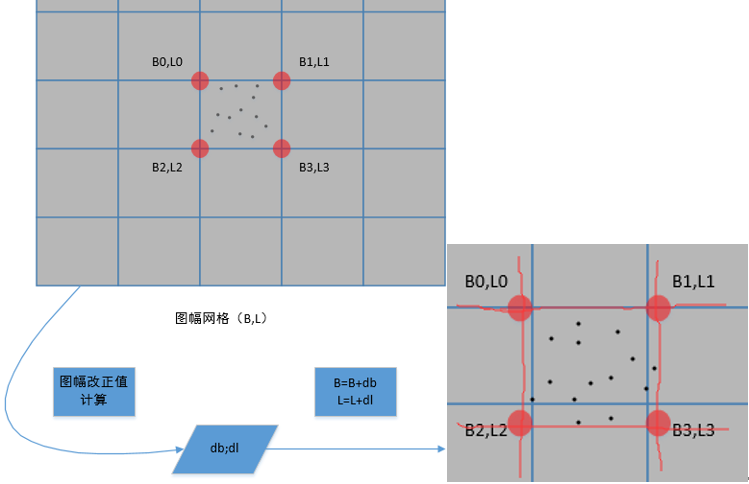 B0,L0
B1,L1
B2,L2
B3,L3
图幅网格（B,L）
图幅改正值
计算
B=B+db
L=L+dl
db;dl
B0,L0
B1,L1
B2,L2
B3,L3